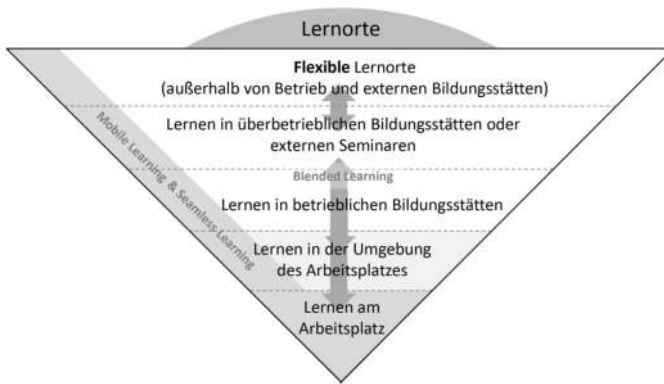 Lernorte
Flexible Lernorte
(außerhalb von Betrieb und externen Bildungsstätten)
Lernen in überbetrieblichen Bildungsstätten oder
externen Seminaren
Blended Learning
Lernen in betrieblichen Bildungsstätten
Lernen in der Umgebung
des Arbeitsplatzes
Lernen am
Arbeitsplatz
Mobile Learning & Seamless Learning